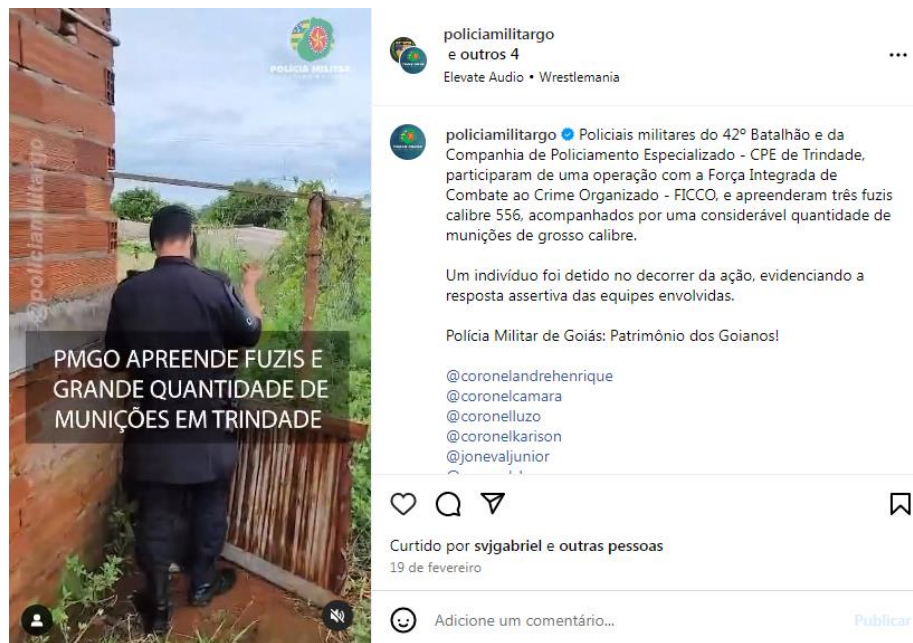 POLÍCIA MILITAR
@policiamilitargo
PMGO APREENDE FUZIS E
GRANDE QUANTIDADE DE
MUNIÇÕES EM TRINDADE
policiamilitargo
e outros 4
Elevate Audio • Wrestlemania
policiamilitargo Policiais militares do 42º Batalhão e da
Companhia de Policiamento Especializado - CPE de Trindade,
participaram de uma operação com a Força Integrada de
Combate ao Crime Organizado - FICCO, e apreenderam três fuzis
calibre 556, acompanhados por uma considerável quantidade de
munições de grosso calibre.
Um indivíduo foi detido no decorrer da ação, evidenciando a
resposta assertiva das equipes envolvidas.
Polícia Militar de Goiás: Patrimônio dos Goianos!
@coronelandrehenrique
@coronelcamara
@coronelluzo
@coronelkarison
@jonevaljunior
Curtido por svjgabriel e outras pessoas
19 de fevereiro
Adicione um comentário...
Publicar